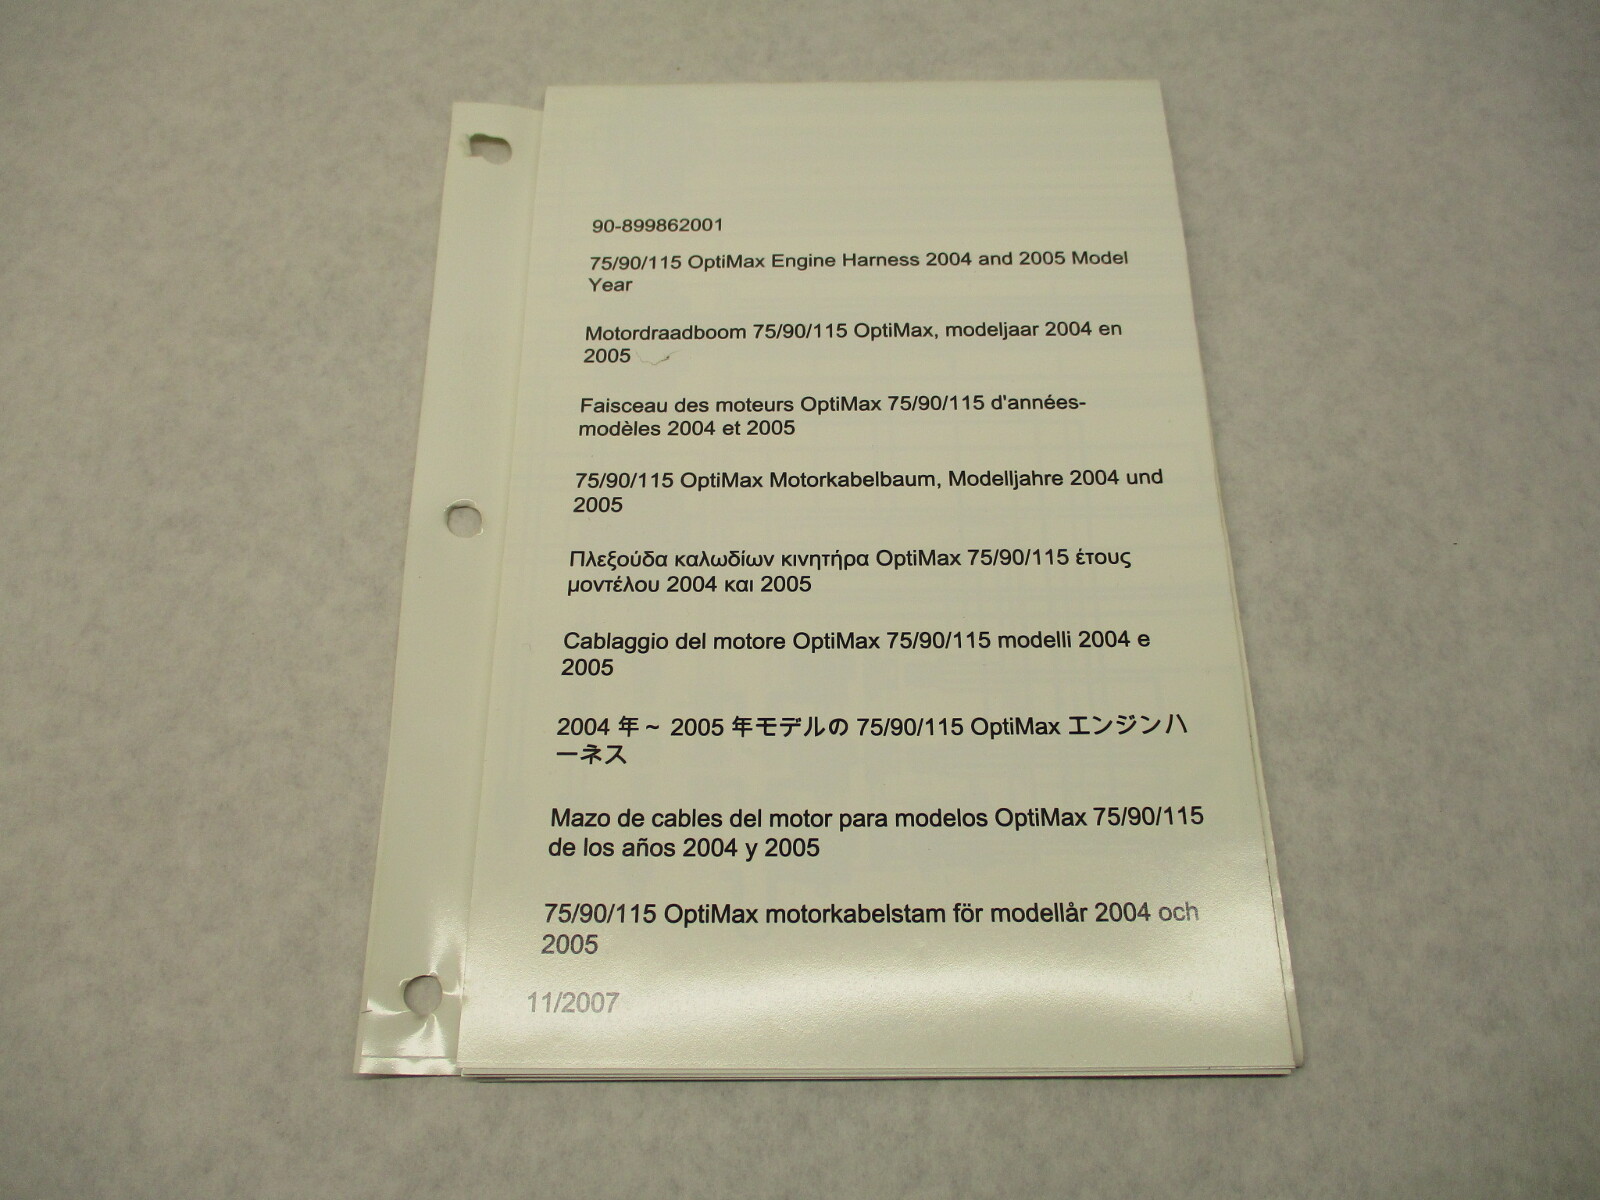 90-899862001
75/90/115 OptiMax Engine Harness 2004 and 2005 Model
Year
Motordraadboom 75/90/115 OptiMax, modeljaar 2004 en
2005
Faisceau des moteurs OptiMax 75/90/115 d'années-
modèles 2004 et 2005
75/90/115 OptiMax Motorkabelbaum, Modelljahre 2004 und
2005
Πλεξούδα καλωδίων κινητήρα OptiMax 75/90/115 έτους
μοντέλου 2004 και 2005
Cablaggio del motore OptiMax 75/90/115 modelli 2004 e
2005
2004 年～ 2005 年モデルの 75/90/115 OptiMax エンジンハ
ーネス
Mazo de cables del motor para modelos OptiMax 75/90/115
de los años 2004 y 2005
75/90/115 OptiMax motorkabelstam för modellår 2004 och
2005
11/2007